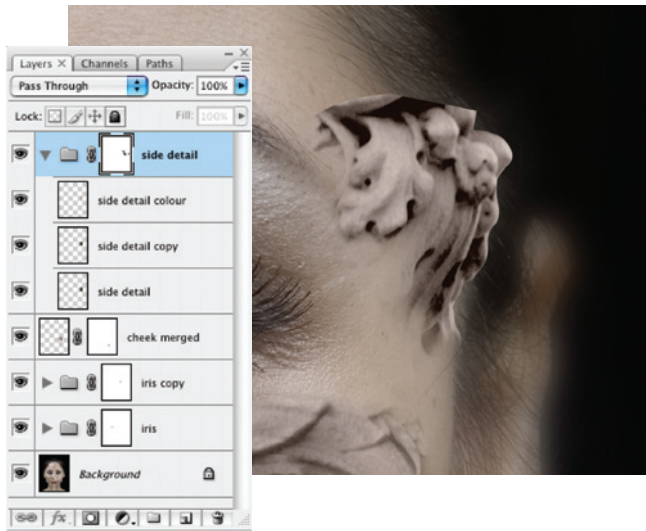 Layers × Channels Paths
Pass Through Opacity: 100%
Lock: Fill: 100%
side detail
side detail colour
side detail copy
side detail
cheek merged
iris copy
iris
Background
fx